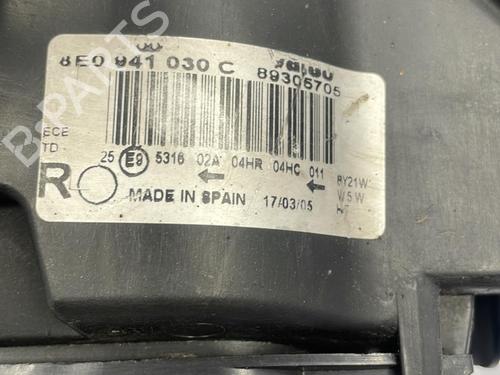 8E0 941 030 C
89305705
ECE
TD
25 E9 5316 02A 04HR 04HC 011
PY21W
W5W
R
MADE IN SPAIN 17/03/05
B-Parts